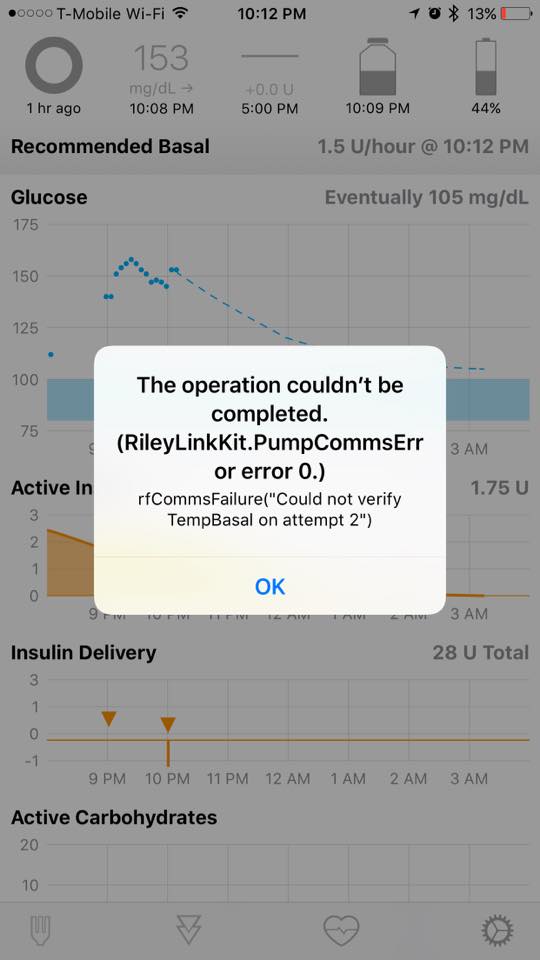 T-Mobile Wi-Fi 10:12 PM 13%
153
mg/dL → +0.0 U
1 hr ago 10:08 PM 5:00 PM 10:09 PM 44%
Recommended Basal 1.5 U/hour @ 10:12 PM
Glucose Eventually 105 mg/dL
175
150
125
100
75
3 AM
The operation couldn't be
completed.
(RileyLinkKit.PumpCommsErr
or error 0.)
rfCommsFailure("Could not verify
TempBasal on attempt 2")
OK
Active In 1.75 U
3
2
1
0
9 PM 10 PM 11 PM 12 AM 1 AM 2 AM 3 AM
Insulin Delivery 28 U Total
3
1
0
-1
9 PM 10 PM 11 PM 12 AM 1 AM 2 AM 3 AM
Active Carbohydrates
20
10